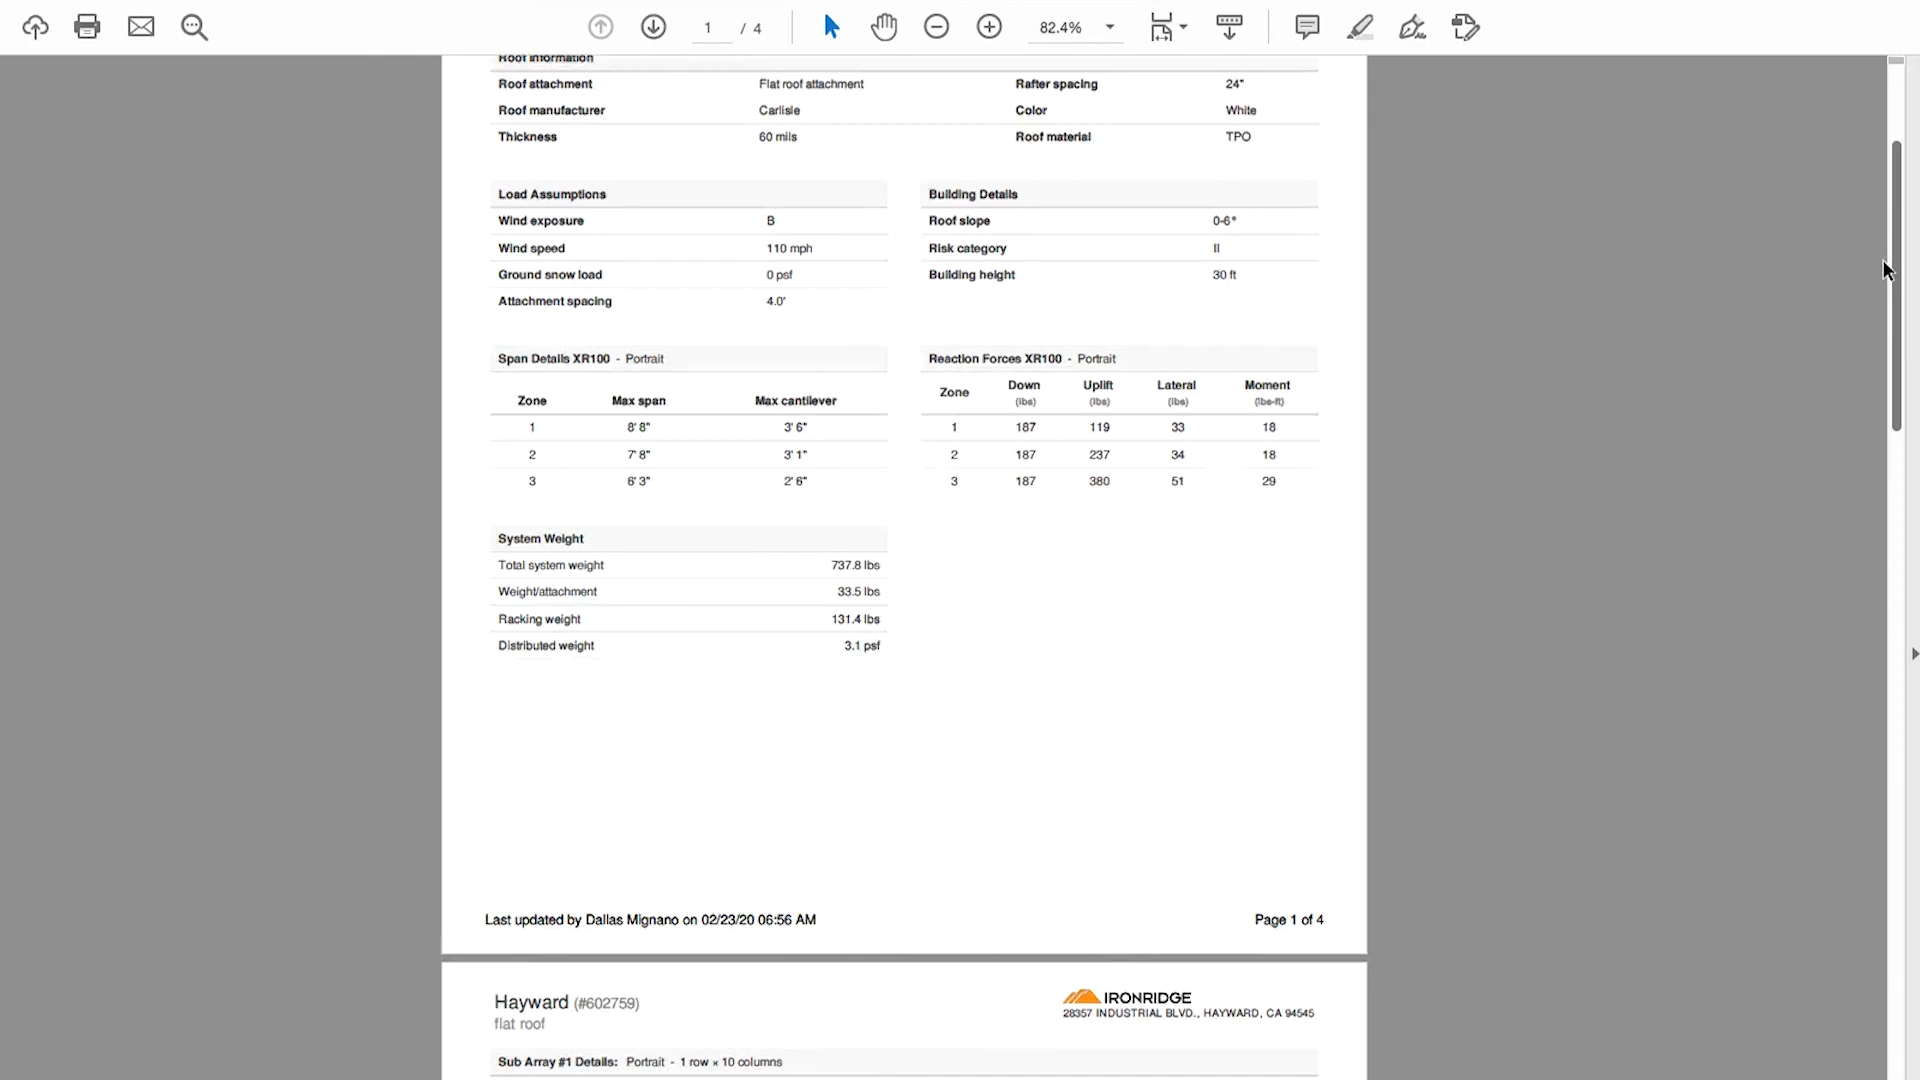 1 / 4 82.4%
Roof Information
Roof attachment Flat roof attachment Rafter spacing 24"
Roof manufacturer Carlisle Color White
Thickness 60 mils Roof material TPO
Load Assumptions
Wind exposure B
Wind speed 110 mph
Ground snow load 0 psf
Attachment spacing 4.0'
Building Details
Roof slope 0-6°
Risk category II
Building height 30 ft
Span Details XR100 - Portrait
Zone Max span Max cantilever
1 8' 8" 3' 6"
2 7' 8" 3' 1"
3 6' 3" 2' 6"
Reaction Forces XR100 - Portrait
Zone Down Uplift Lateral Moment
(lbs) (lbs) (lbs) (lbs-ft)
1 187 119 33 18
2 187 237 34 18
3 187 380 51 29
System Weight
Total system weight 737.8 lbs
Weight/attachment 33.5 lbs
Racking weight 131.4 lbs
Distributed weight 3.1 psf
Last updated by Dallas Mignano on 02/23/20 06:56 AM Page 1 of 4
Hayward (#602759)
flat roof
IRONRIDGE
28357 INDUSTRIAL BLVD., HAYWARD, CA 94545
Sub Array #1 Details: Portrait - 1 row × 10 columns